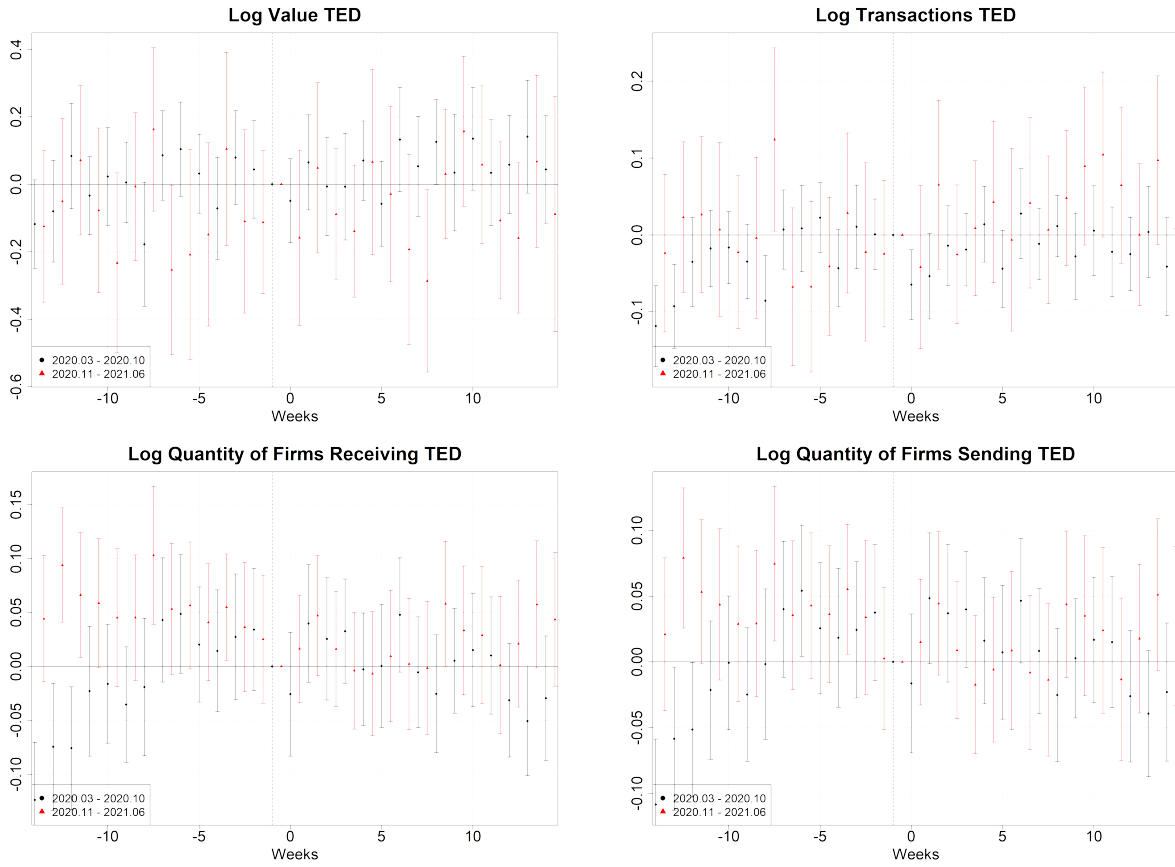 Log Value TED
0.4
0.2
0.0
-0.2
-0.4
-0.6
2020.03 - 2020.10
2020.11 - 2021.06
-10 -5 0 5 10
Weeks
Log Transactions TED
0.2
0.1
0.0
-0.1
2020.03 - 2020.10
2020.11 - 2021.06
-10 -5 0 5 10
Weeks
Log Quantity of Firms Receiving TED
0.15
0.10
0.05
0.00
-0.05
-0.10
2020.03 - 2020.10
2020.11 - 2021.06
-10 -5 0 5 10
Weeks
Log Quantity of Firms Sending TED
0.10
0.05
0.00
-0.05
-0.10
2020.03 - 2020.10
2020.11 - 2021.06
-10 -5 0 5 10
Weeks